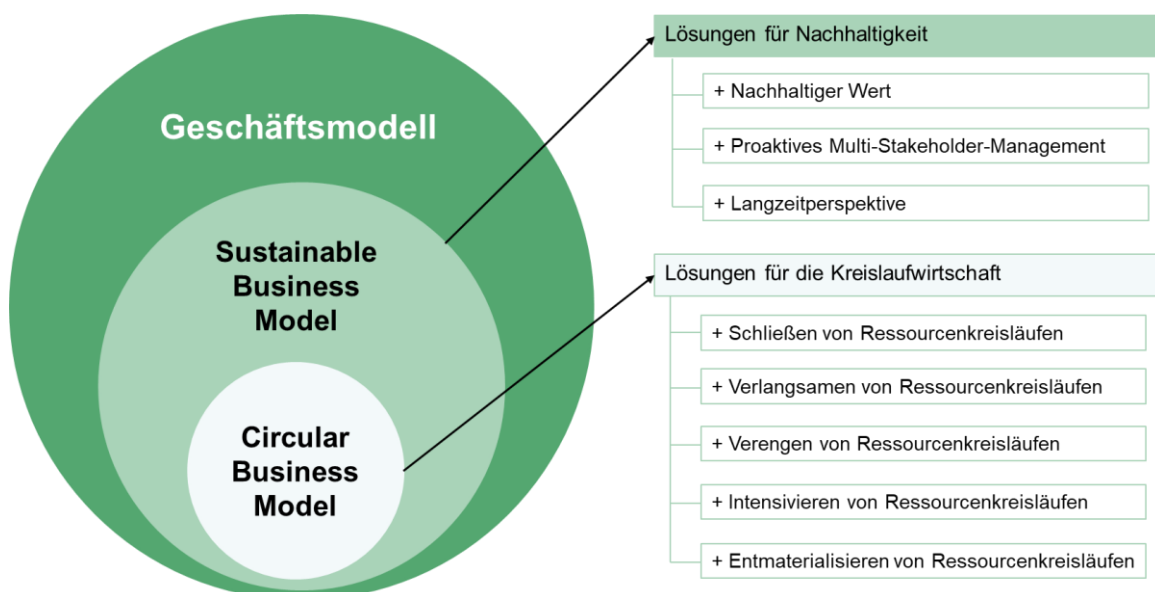 Geschäftsmodell
Sustainable
Business
Model
Circular
Business
Model
Lösungen für Nachhaltigkeit
+ Nachhaltiger Wert
+ Proaktives Multi-Stakeholder-Management
+ Langzeitperspektive
Lösungen für die Kreislaufwirtschaft
+ Schließen von Ressourcenkreisläufen
+ Verlangsamen von Ressourcenkreisläufen
+ Verengen von Ressourcenkreisläufen
+ Intensivieren von Ressourcenkreisläufen
+ Entmaterialisieren von Ressourcenkreisläufen